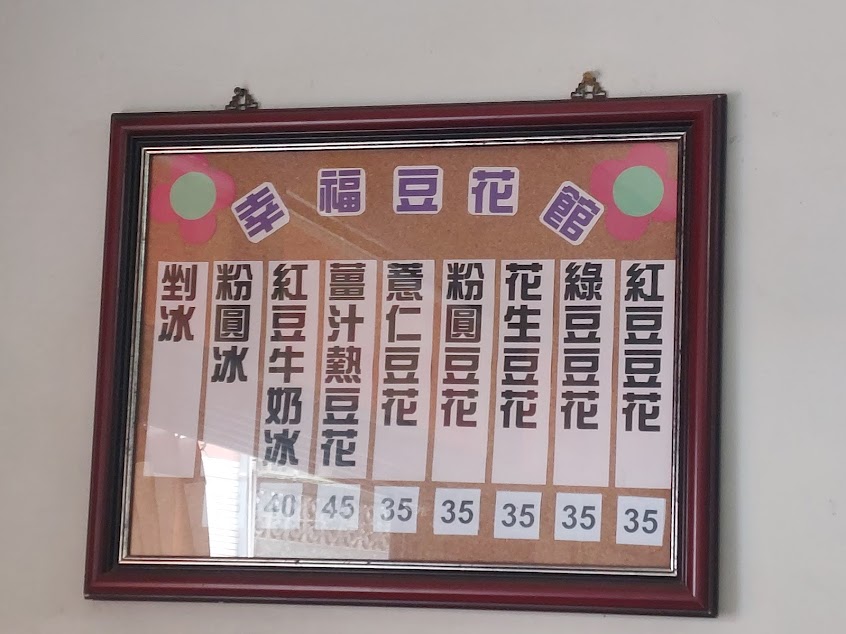 幸福豆花館
紅豆豆花 35
綠豆豆花 35
花生豆花 35
粉圓豆花 35
薏仁豆花 35
薑汁熱豆花 45
紅豆牛奶冰 40
粉圓冰
剉冰